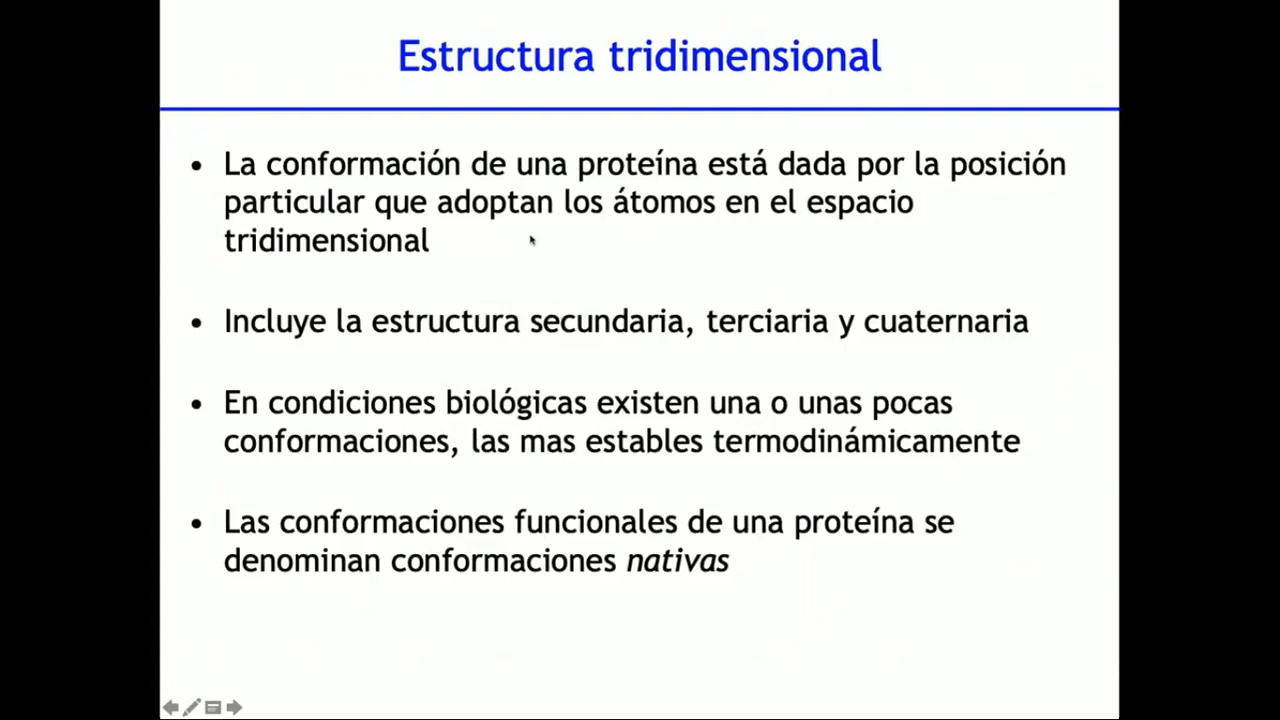 Estructura tridimensional
• La conformación de una proteína está dada por la posición
particular que adoptan los átomos en el espacio
tridimensional
• Incluye la estructura secundaria, terciaria y cuaternaria
• En condiciones biológicas existen una o unas pocas
conformaciones, las mas estables termodinámicamente
• Las conformaciones funcionales de una proteína se
denominan conformaciones nativas